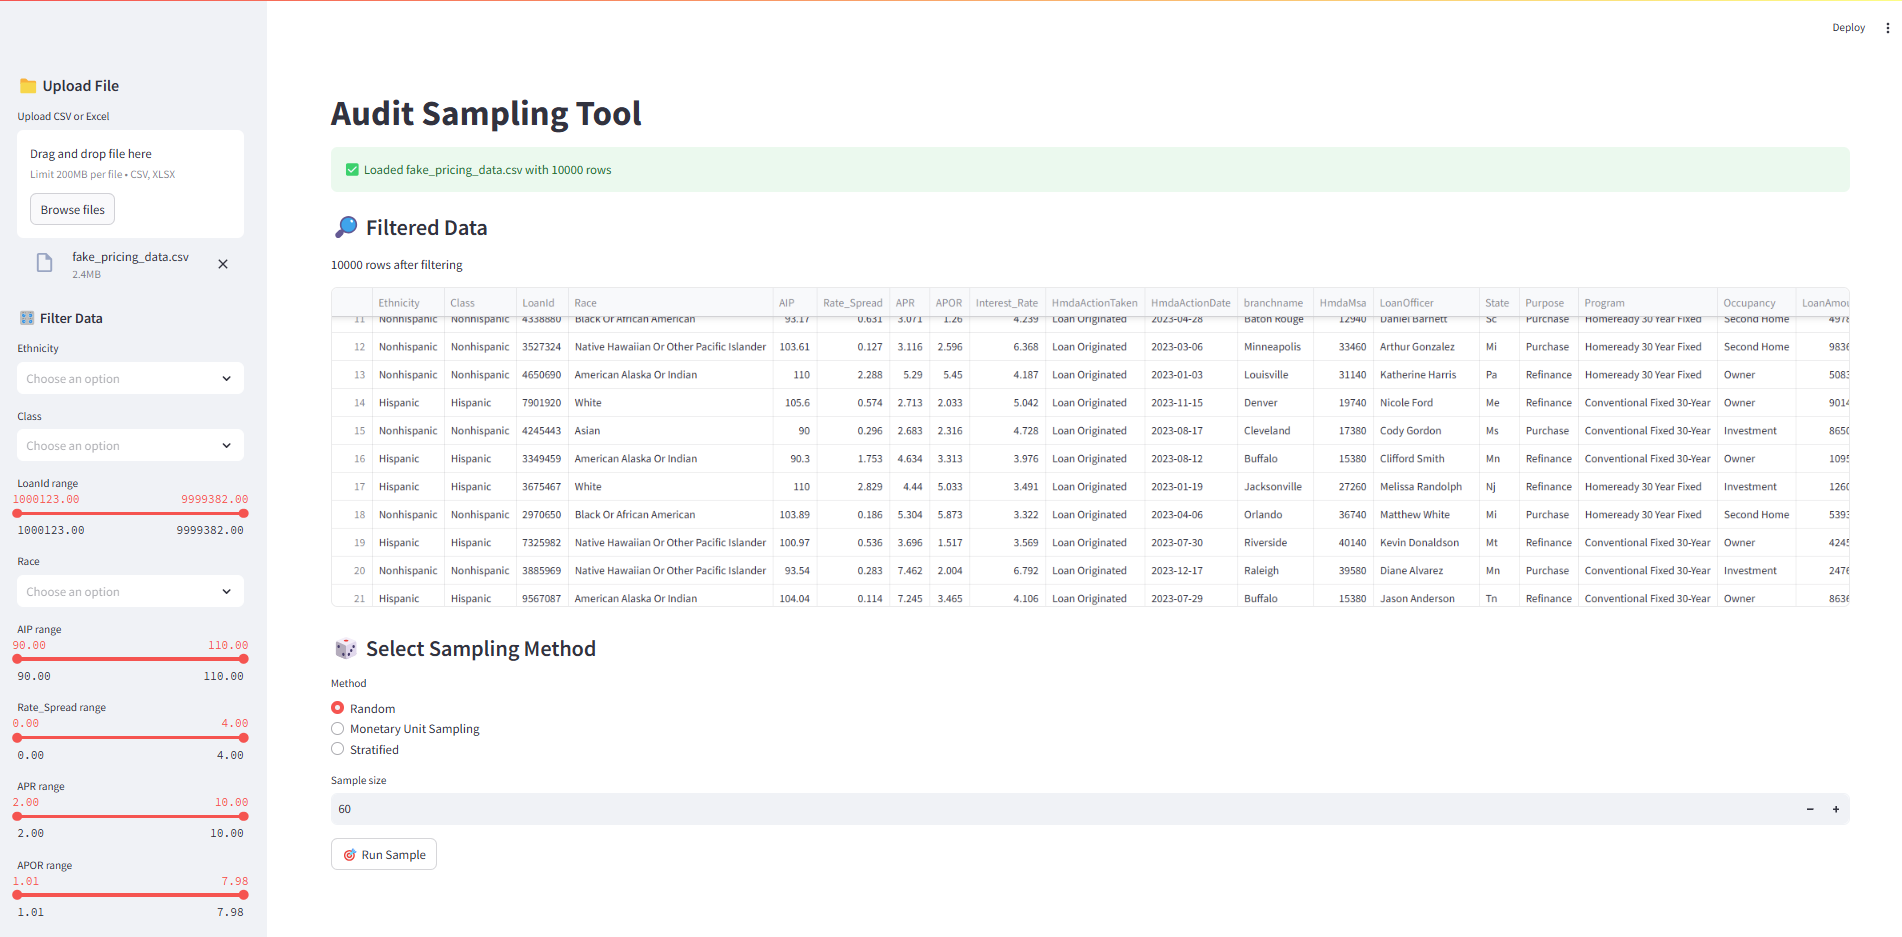 Deploy
Upload File
Upload CSV or Excel
Drag and drop file here
Limit 200MB per file • CSV, XLSX
Browse files
fake_pricing_data.csv
2.4MB
Filter Data
Ethnicity
Choose an option
Class
Choose an option
LoanId range
1000123.00 9999382.00
1000123.00 9999382.00
Race
Choose an option
AIP range
90.00 110.00
90.00 110.00
Rate_Spread range
0.00 4.00
0.00 4.00
APR range
2.00 10.00
2.00 10.00
APOR range
1.01 7.98
1.01 7.98
Audit Sampling Tool
Loaded fake_pricing_data.csv with 10000 rows
Filtered Data
10000 rows after filtering
Ethnicity Class LoanId Race AIP Rate_Spread APR APOR Interest_Rate HmdaActionTaken HmdaActionDate branchname HmdaMsa LoanOfficer State Purpose Program Occupancy LoanAmou
11 Nonhispanic Nonhispanic 4338880 Black Or African American 93.17 0.631 3.071 1.26 4.239 Loan Originated 2023-04-28 Baton Rouge 12940 Daniel Barnett Sc Purchase Homeready 30 Year Fixed Second Home 4978
12 Nonhispanic Nonhispanic 3527324 Native Hawaiian Or Other Pacific Islander 103.61 0.127 3.116 2.596 6.368 Loan Originated 2023-03-06 Minneapolis 33460 Arthur Gonzalez Mi Purchase Homeready 30 Year Fixed Second Home 9836
13 Nonhispanic Nonhispanic 4650690 American Alaska Or Indian 110 2.288 5.29 5.45 4.187 Loan Originated 2023-01-03 Louisville 31140 Katherine Harris Pa Refinance Homeready 30 Year Fixed Owner 5083
14 Hispanic Hispanic 7901920 White 105.6 0.574 2.713 2.033 5.042 Loan Originated 2023-11-15 Denver 19740 Nicole Ford Me Refinance Conventional Fixed 30-Year Owner 9014
15 Nonhispanic Nonhispanic 4245443 Asian 90 0.296 2.683 2.316 4.728 Loan Originated 2023-08-17 Cleveland 17380 Cody Gordon Ms Purchase Conventional Fixed 30-Year Investment 8650
16 Hispanic Hispanic 3349459 American Alaska Or Indian 90.3 1.753 4.634 3.313 3.976 Loan Originated 2023-08-12 Buffalo 15380 Clifford Smith Mn Refinance Conventional Fixed 30-Year Owner 1095
17 Hispanic Hispanic 3675467 White 110 2.829 4.44 5.033 3.491 Loan Originated 2023-01-19 Jacksonville 27260 Melissa Randolph Nj Refinance Homeready 30 Year Fixed Investment 1260
18 Nonhispanic Nonhispanic 2970650 Black Or African American 103.89 0.186 5.304 5.873 3.322 Loan Originated 2023-04-06 Orlando 36740 Matthew White Mi Purchase Homeready 30 Year Fixed Second Home 5393
19 Hispanic Hispanic 7325982 Native Hawaiian Or Other Pacific Islander 100.97 0.536 3.696 1.517 3.569 Loan Originated 2023-07-30 Riverside 40140 Kevin Donaldson Mt Refinance Conventional Fixed 30-Year Owner 4245
20 Nonhispanic Nonhispanic 3885969 Native Hawaiian Or Other Pacific Islander 93.54 0.283 7.462 2.004 6.792 Loan Originated 2023-12-17 Raleigh 39580 Diane Alvarez Mn Purchase Conventional Fixed 30-Year Investment 2476
21 Hispanic Hispanic 9567087 American Alaska Or Indian 104.04 0.114 7.245 3.465 4.106 Loan Originated 2023-07-29 Buffalo 15380 Jason Anderson Tn Refinance Conventional Fixed 30-Year Owner 8636
Select Sampling Method
Method
Random
Monetary Unit Sampling
Stratified
Sample size
60
Run Sample